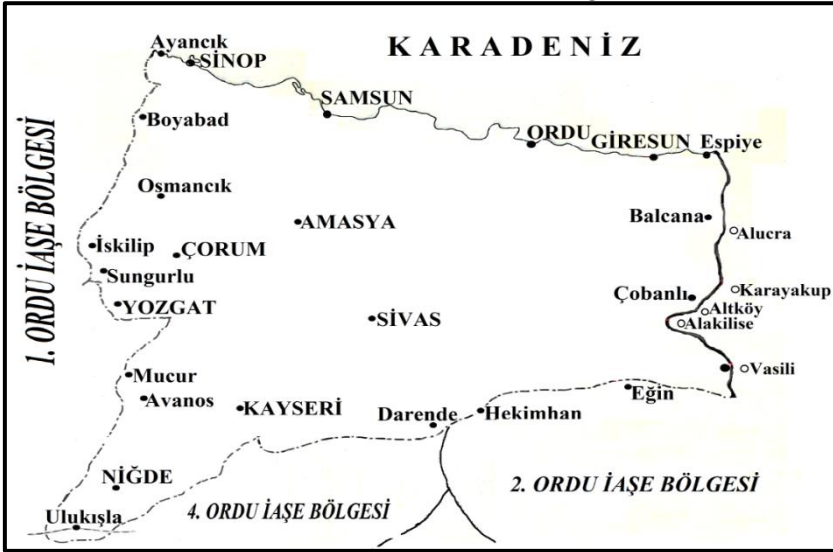 KARADENİZ
Ayancık
SİNOP
SAMSUN
Boyabad
ORDU
GİRESUN
Espiye
Osmancık
AMASYA
Balcana
Alucra
İskilip
ÇORUM
Sungurlu
Karayakup
Çobanlı
Altköy
YOZGAT
SİVAS
Alakilise
1. ORDU İAŞE BÖLGESİ
Mucur
Vasili
Avanos
KAYSERİ
Eğin
Darende
Hekimhan
NİĞDE
2. ORDU İAŞE BÖLGESİ
4. ORDU İAŞE BÖLGESİ
Ulukışla